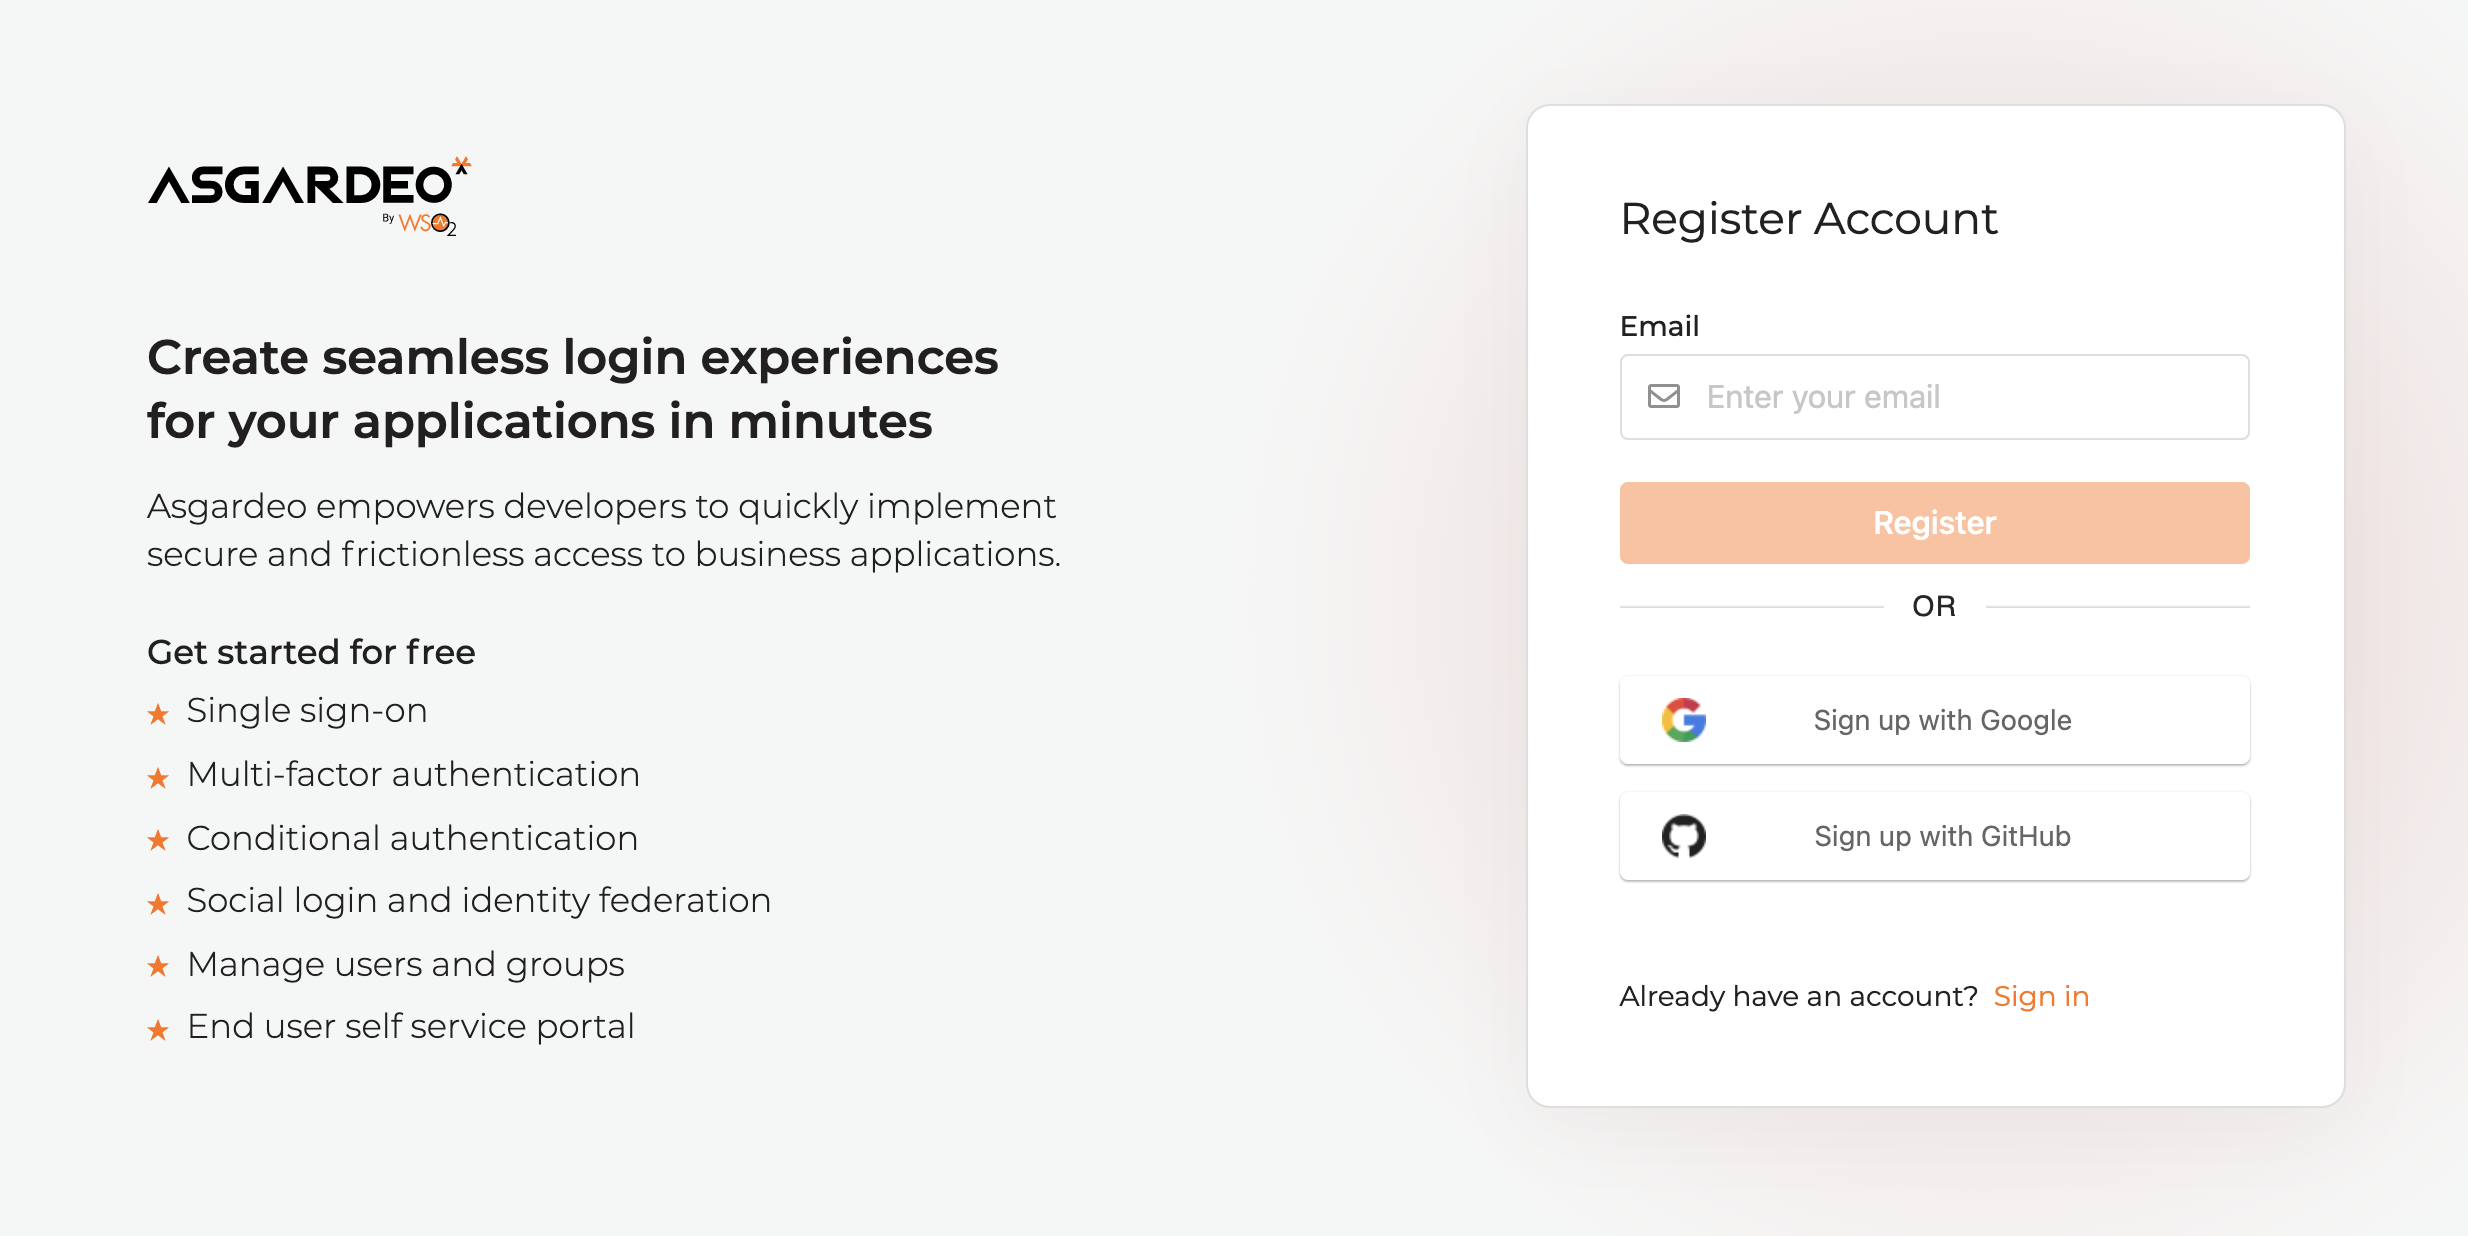 ASGARDEO
By WSO2
Create seamless login experiences
for your applications in minutes
Asgardeo empowers developers to quickly implement
secure and frictionless access to business applications.
Get started for free
Single sign-on
Multi-factor authentication
Conditional authentication
Social login and identity federation
Manage users and groups
End user self service portal
Register Account
Email
Enter your email
Register
OR
Sign up with Google
Sign up with GitHub
Already have an account? Sign in